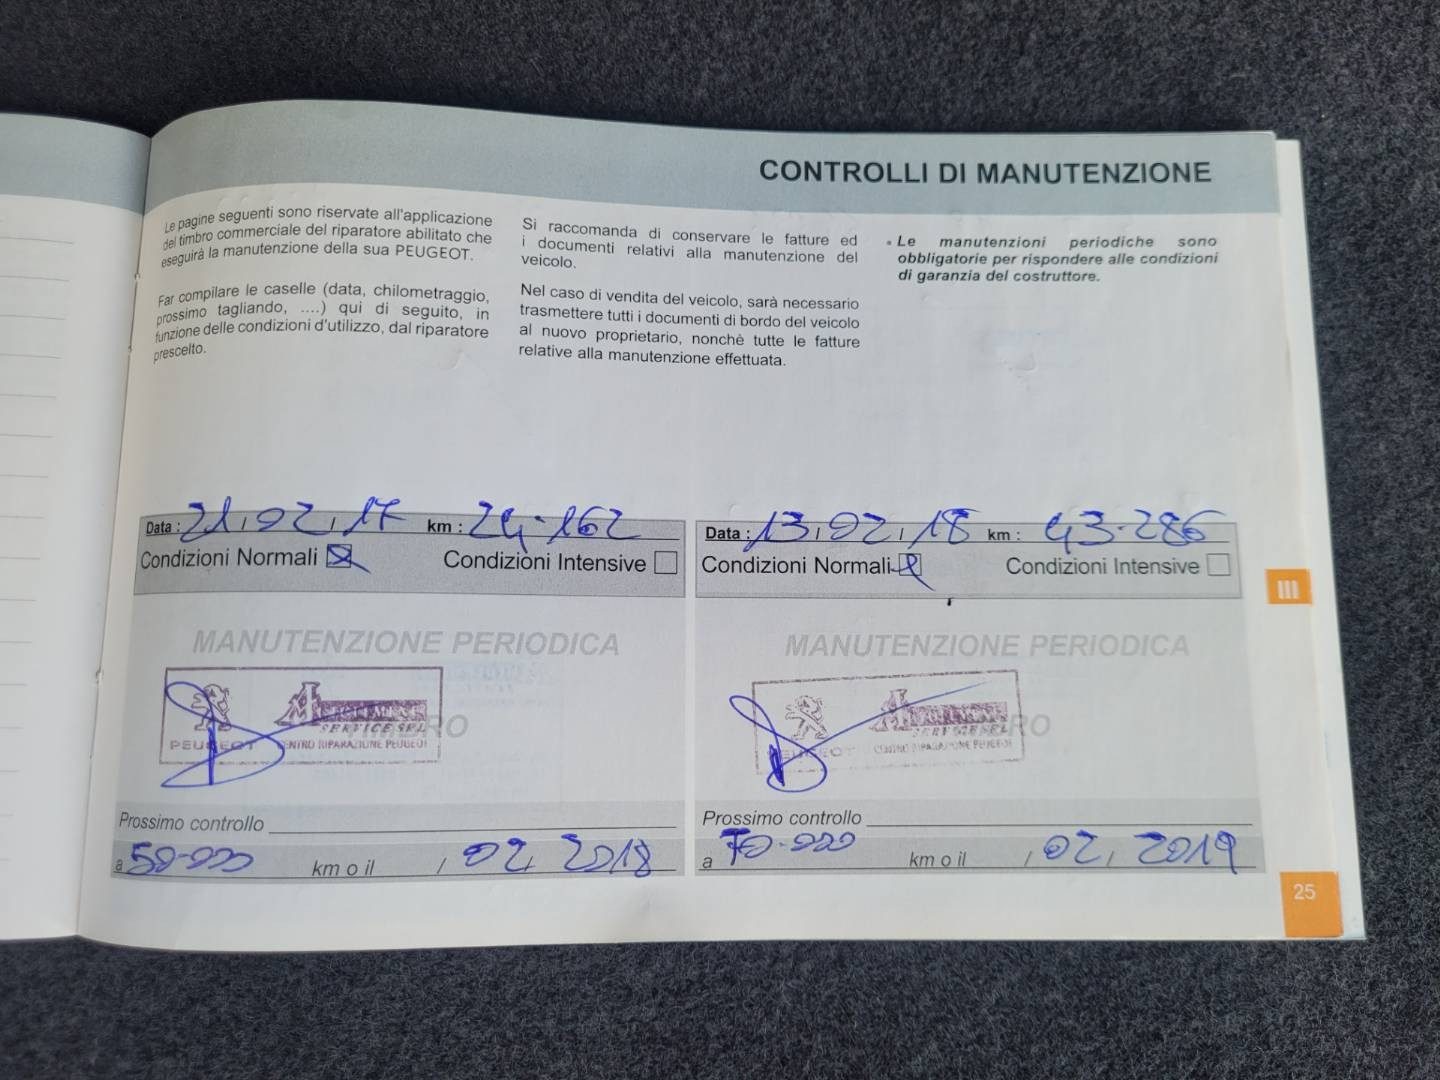 CONTROLLI DI MANUTENZIONE
Le pagine seguenti sono riservate all'applicazione
del timbro commerciale del riparatore abilitato che
eseguirà la manutenzione della sua PEUGEOT.
Far compilare le caselle (data, chilometraggio,
prossimo tagliando, ....) qui di seguito, in
funzione delle condizioni d'utilizzo, dal riparatore
prescelto.
Si raccomanda di conservare le fatture ed
i documenti relativi alla manutenzione del
veicolo.
Nel caso di vendita del veicolo, sarà necessario
trasmettere tutti i documenti di bordo del veicolo
al nuovo proprietario, nonchè tutte le fatture
relative alla manutenzione effettuata.
• Le manutenzioni periodiche sono
obbligatorie per rispondere alle condizioni
di garanzia del costruttore.
Data : 21,02,17 km : 24.162
Condizioni Normali Condizioni Intensive
MANUTENZIONE PERIODICA
TIMBRO
SERVICE SRL
PEUGEOT CENTRO RIPARAZIONE PEUGEOT
Prossimo controllo
a 50.000 km o il / 02, 2018
Data : 13,02,18 km : 43.286
Condizioni Normali Condizioni Intensive
MANUTENZIONE PERIODICA
TIMBRO
SERVICE SRL
PEUGEOT CENTRO RIPARAZIONE PEUGEOT
Prossimo controllo
a 70.000 km o il / 02, 2019
III
25